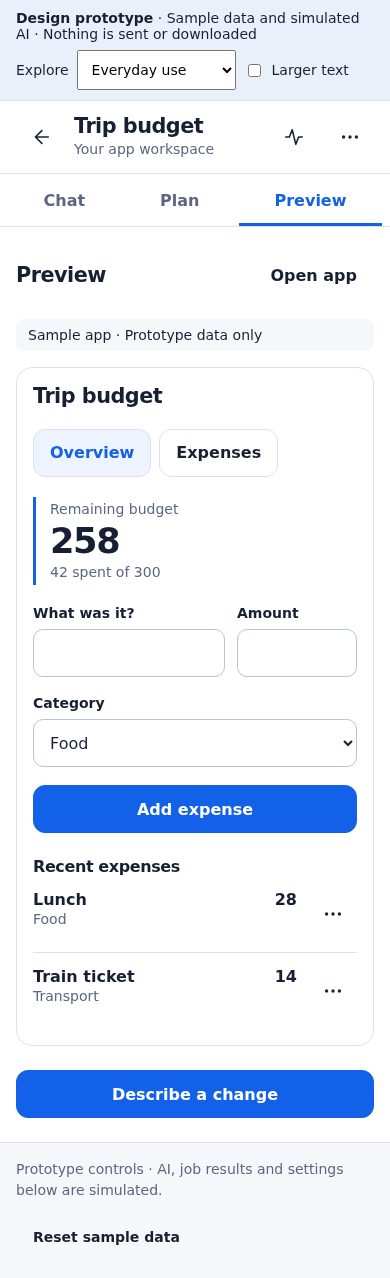 Design prototype · Sample data and simulated
AI · Nothing is sent or downloaded
Explore
Everyday use
Larger text
Trip budget
Your app workspace
Chat
Plan
Preview
Preview
Open app
Sample app · Prototype data only
Trip budget
Overview
Expenses
Remaining budget
258
42 spent of 300
What was it?
Amount
Category
Food
Add expense
Recent expenses
Lunch
28
Food
Train ticket
14
Transport
Describe a change
Prototype controls · AI, job results and settings
below are simulated.
Reset sample data